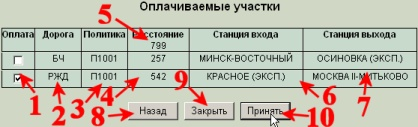 Оплачиваемые участки
5
Оплата Дорога Политика Расстояние Станция входа Станция выхода
799
БЧ П1001 257 МИНСК-ВОСТОЧНЫЙ ОСИНОВКА (ЭКСП.)
РЖД П1001 542 КРАСНОЕ (ЭКСП.) МОСКВА II-МИТЬКОВО
1 2 3 4 9 6 7
8 Назад Закрыть Принять 10